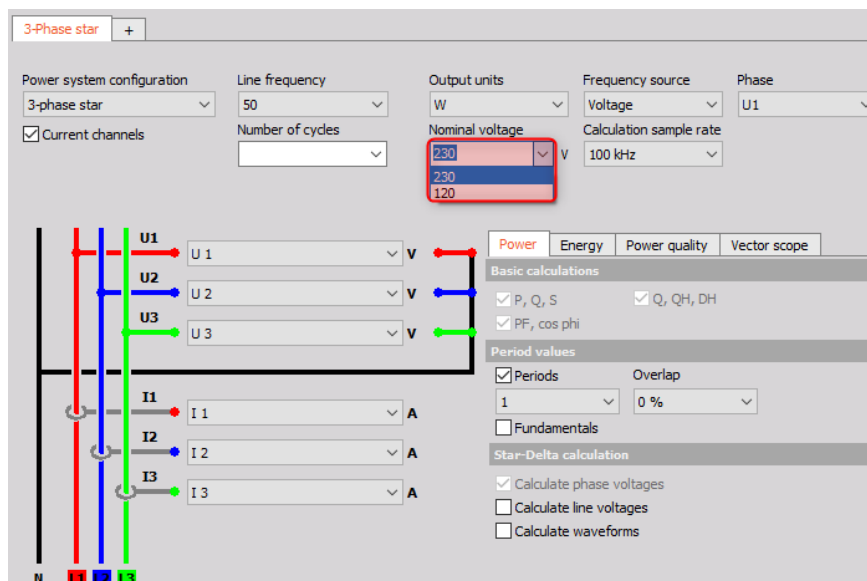 3-Phase star +
Power system configuration Line frequency Output units Frequency source Phase
3-phase star 50 W Voltage U1
Current channels Number of cycles Nominal voltage Calculation sample rate
230 V 100 kHz
230
120
U1 U 1 V
U2 U 2 V
U3 U 3 V
I1 I 1 A
I2 I 2 A
I3 I 3 A
N L1 L2 L3
Power Energy Power quality Vector scope
Basic calculations
P, Q, S Q, QH, DH
PF, cos phi
Period values
Periods Overlap
1 0 %
Fundamentals
Star-Delta calculation
Calculate phase voltages
Calculate line voltages
Calculate waveforms